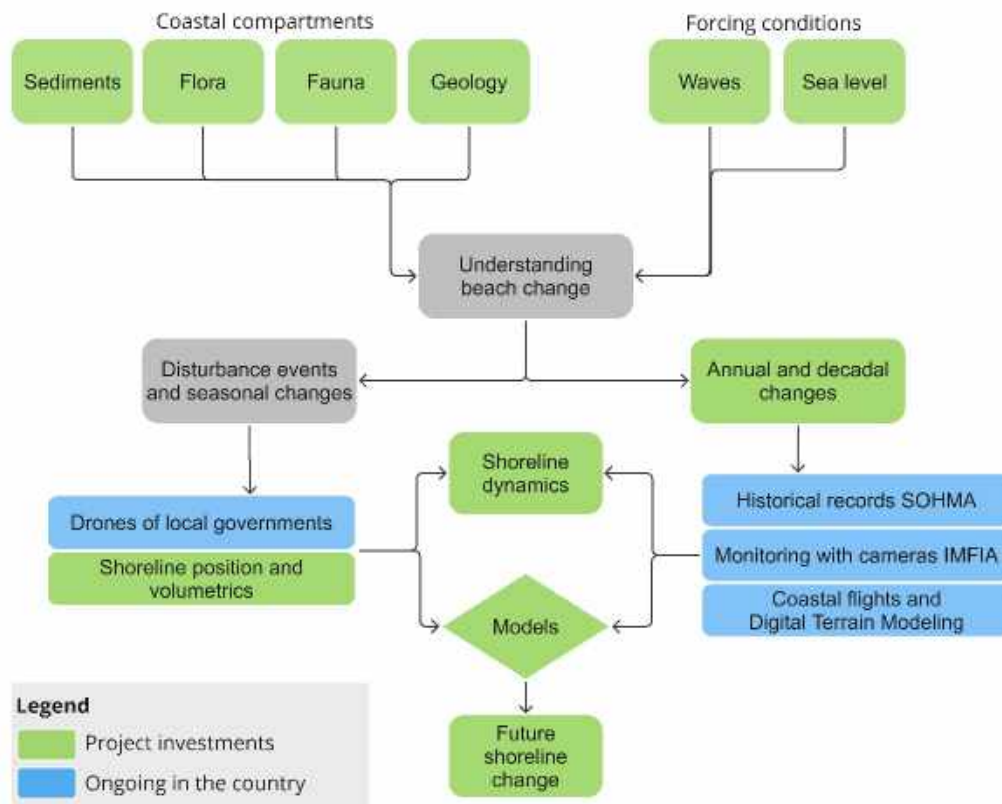 Coastal compartments
Forcing conditions
Sediments
Flora
Fauna
Geology
Waves
Sea level
Understanding
beach change
Disturbance events
and seasonal changes
Annual and decadal
changes
Shoreline
dynamics
Drones of local governments
Shoreline position and
volumetrics
Historical records SOHMA
Monitoring with cameras IMFIA
Coastal flights and
Digital Terrain Modeling
Models
Future
shoreline
change
Legend
Project investments
Ongoing in the country